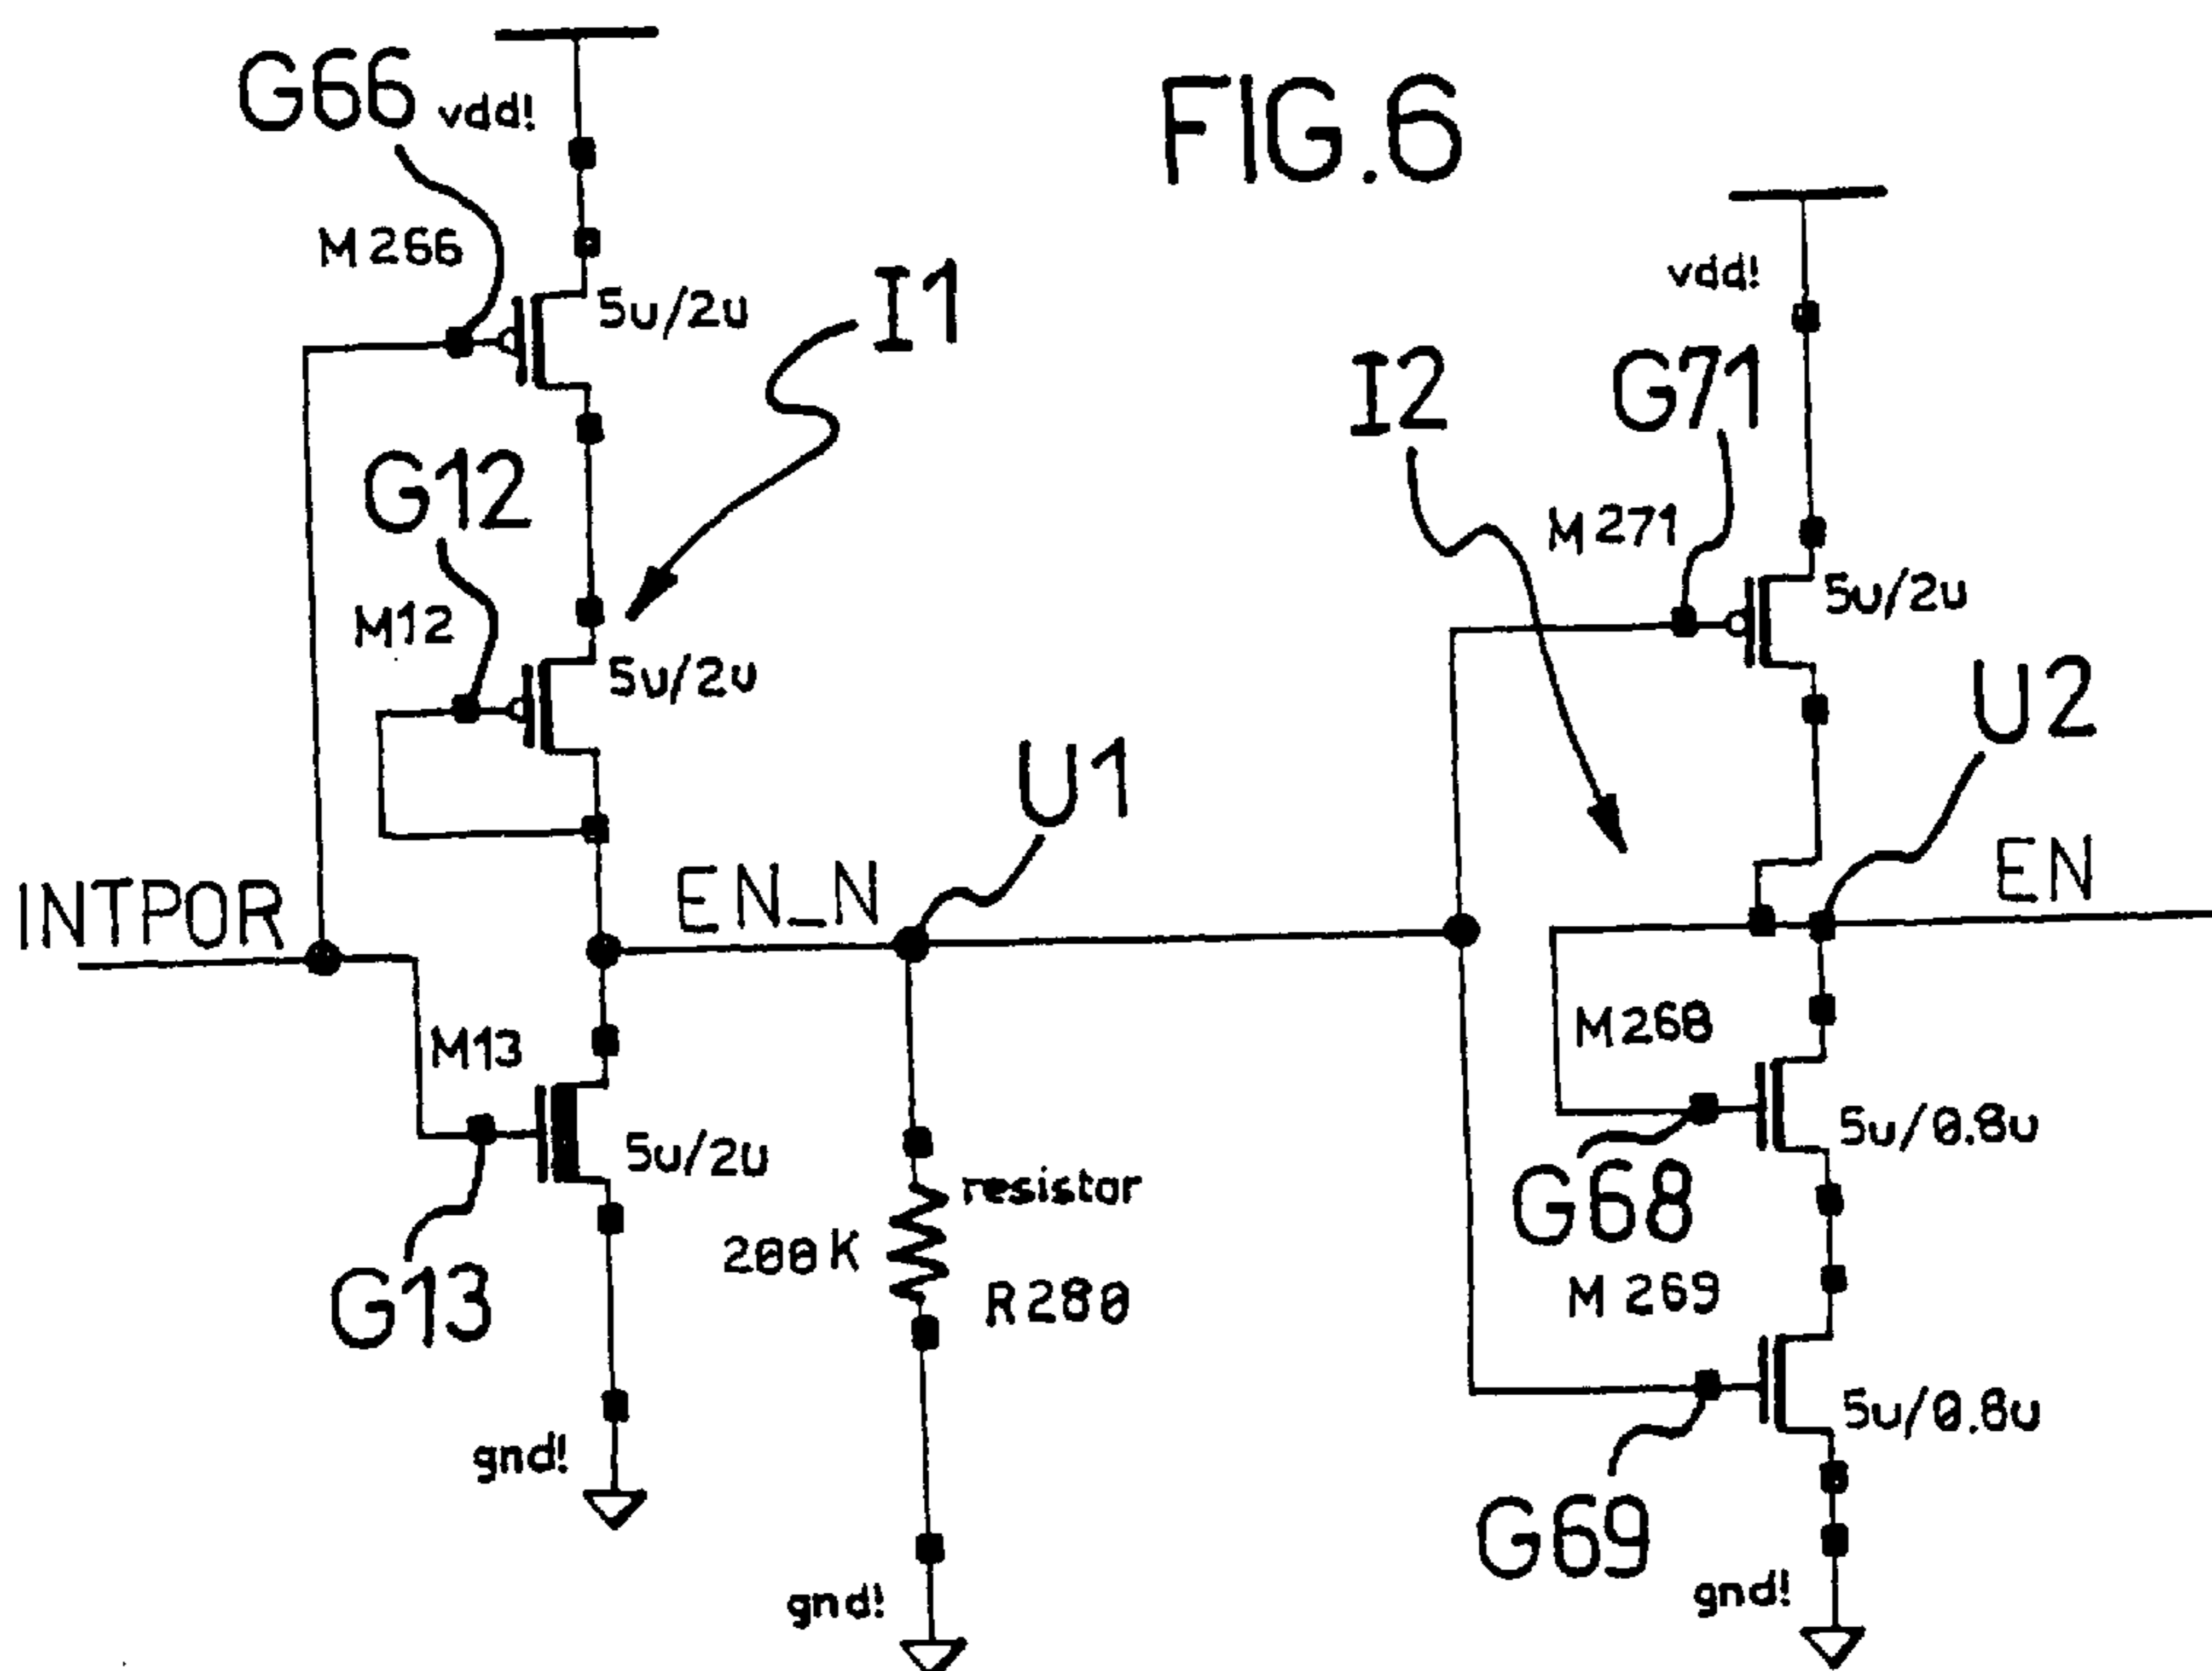 FIG.6
G66
vdd!
M266
5u/2u
I1
G12
M12
5u/2u
INTPOR
EN_N
U1
M13
G13
5u/2u
gnd!
resistor
200K
R280
gnd!
I2
vdd!
G71
M271
5u/2u
U2
EN
M268
G68
5u/0.8u
M269
G69
5u/0.8u
gnd!